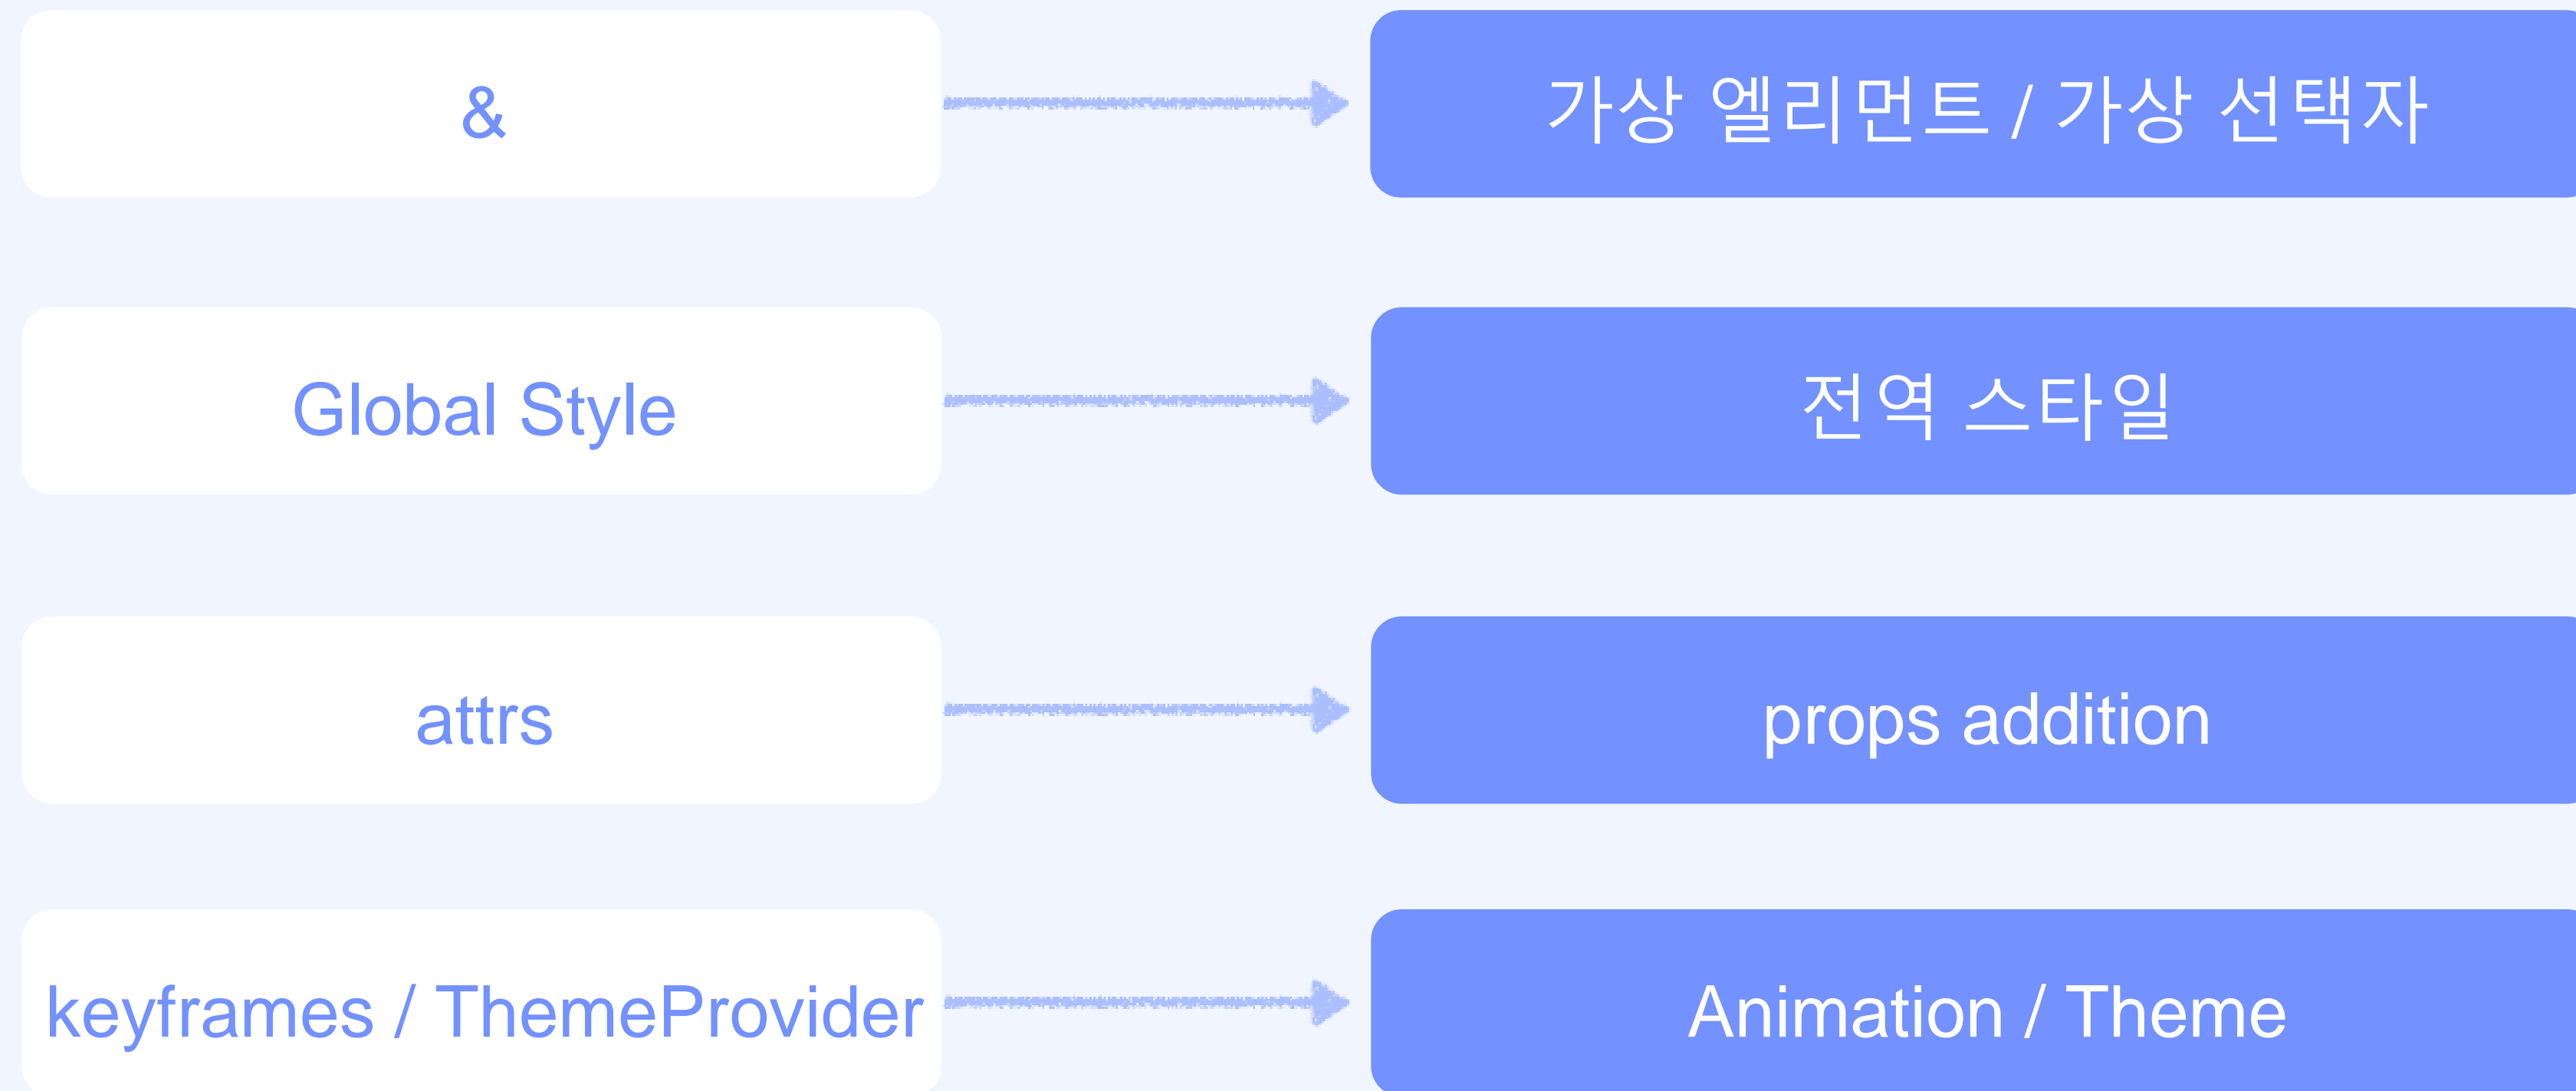 &
가상 엘리먼트 / 가상 선택자
Global Style
전역 스타일
attrs
props addition
keyframes / ThemeProvider
Animation / Theme